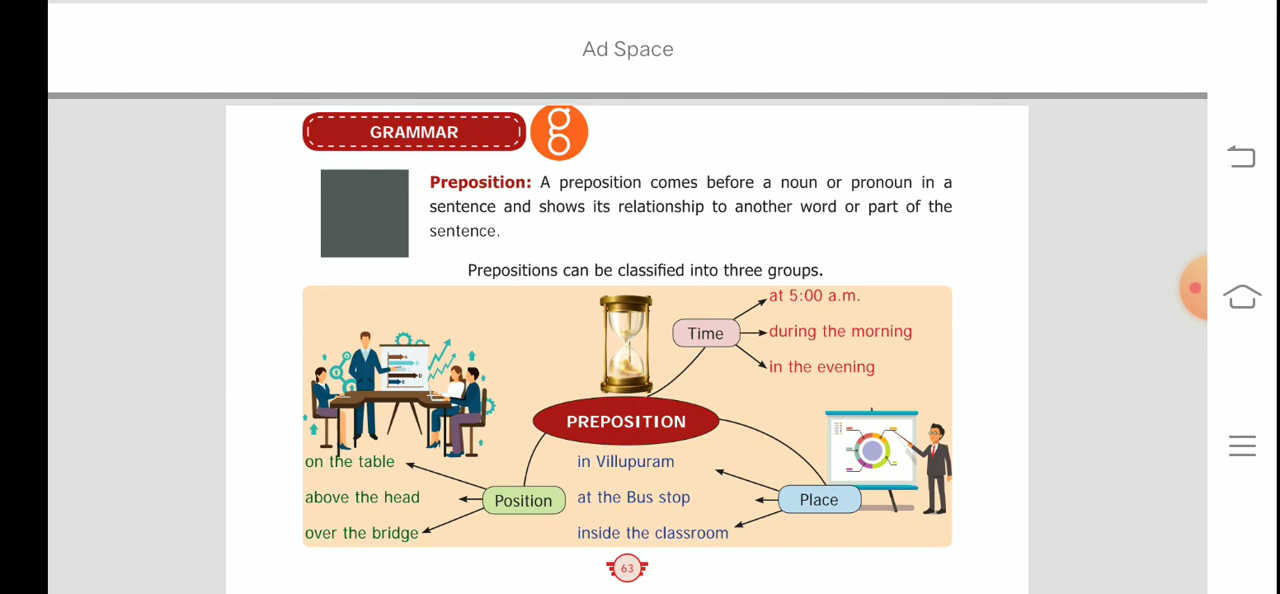 Ad Space
GRAMMAR
g
Preposition: A preposition comes before a noun or pronoun in a
sentence and shows its relationship to another word or part of the
sentence.
Prepositions can be classified into three groups.
Time
at 5:00 a.m.
during the morning
in the evening
PREPOSITION
Position
on the table
above the head
over the bridge
Place
in Villupuram
at the Bus stop
inside the classroom
63